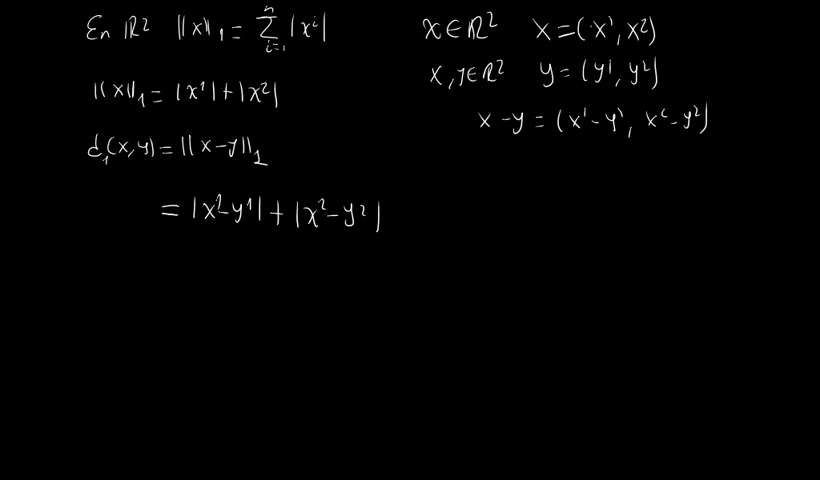 En ℝ² ||x||₁ = Σᵢ₌₁ⁿ |xⁱ|
||x||₁ = |x¹| + |x²|
d₁(x, y) = ||x-y||₁
= |x¹-y¹| + |x²-y²|
x ∈ ℝ² x = (x¹, x²)
x, y ∈ ℝ² y = (y¹, y²)
x - y = (x¹-y¹, x²-y²)